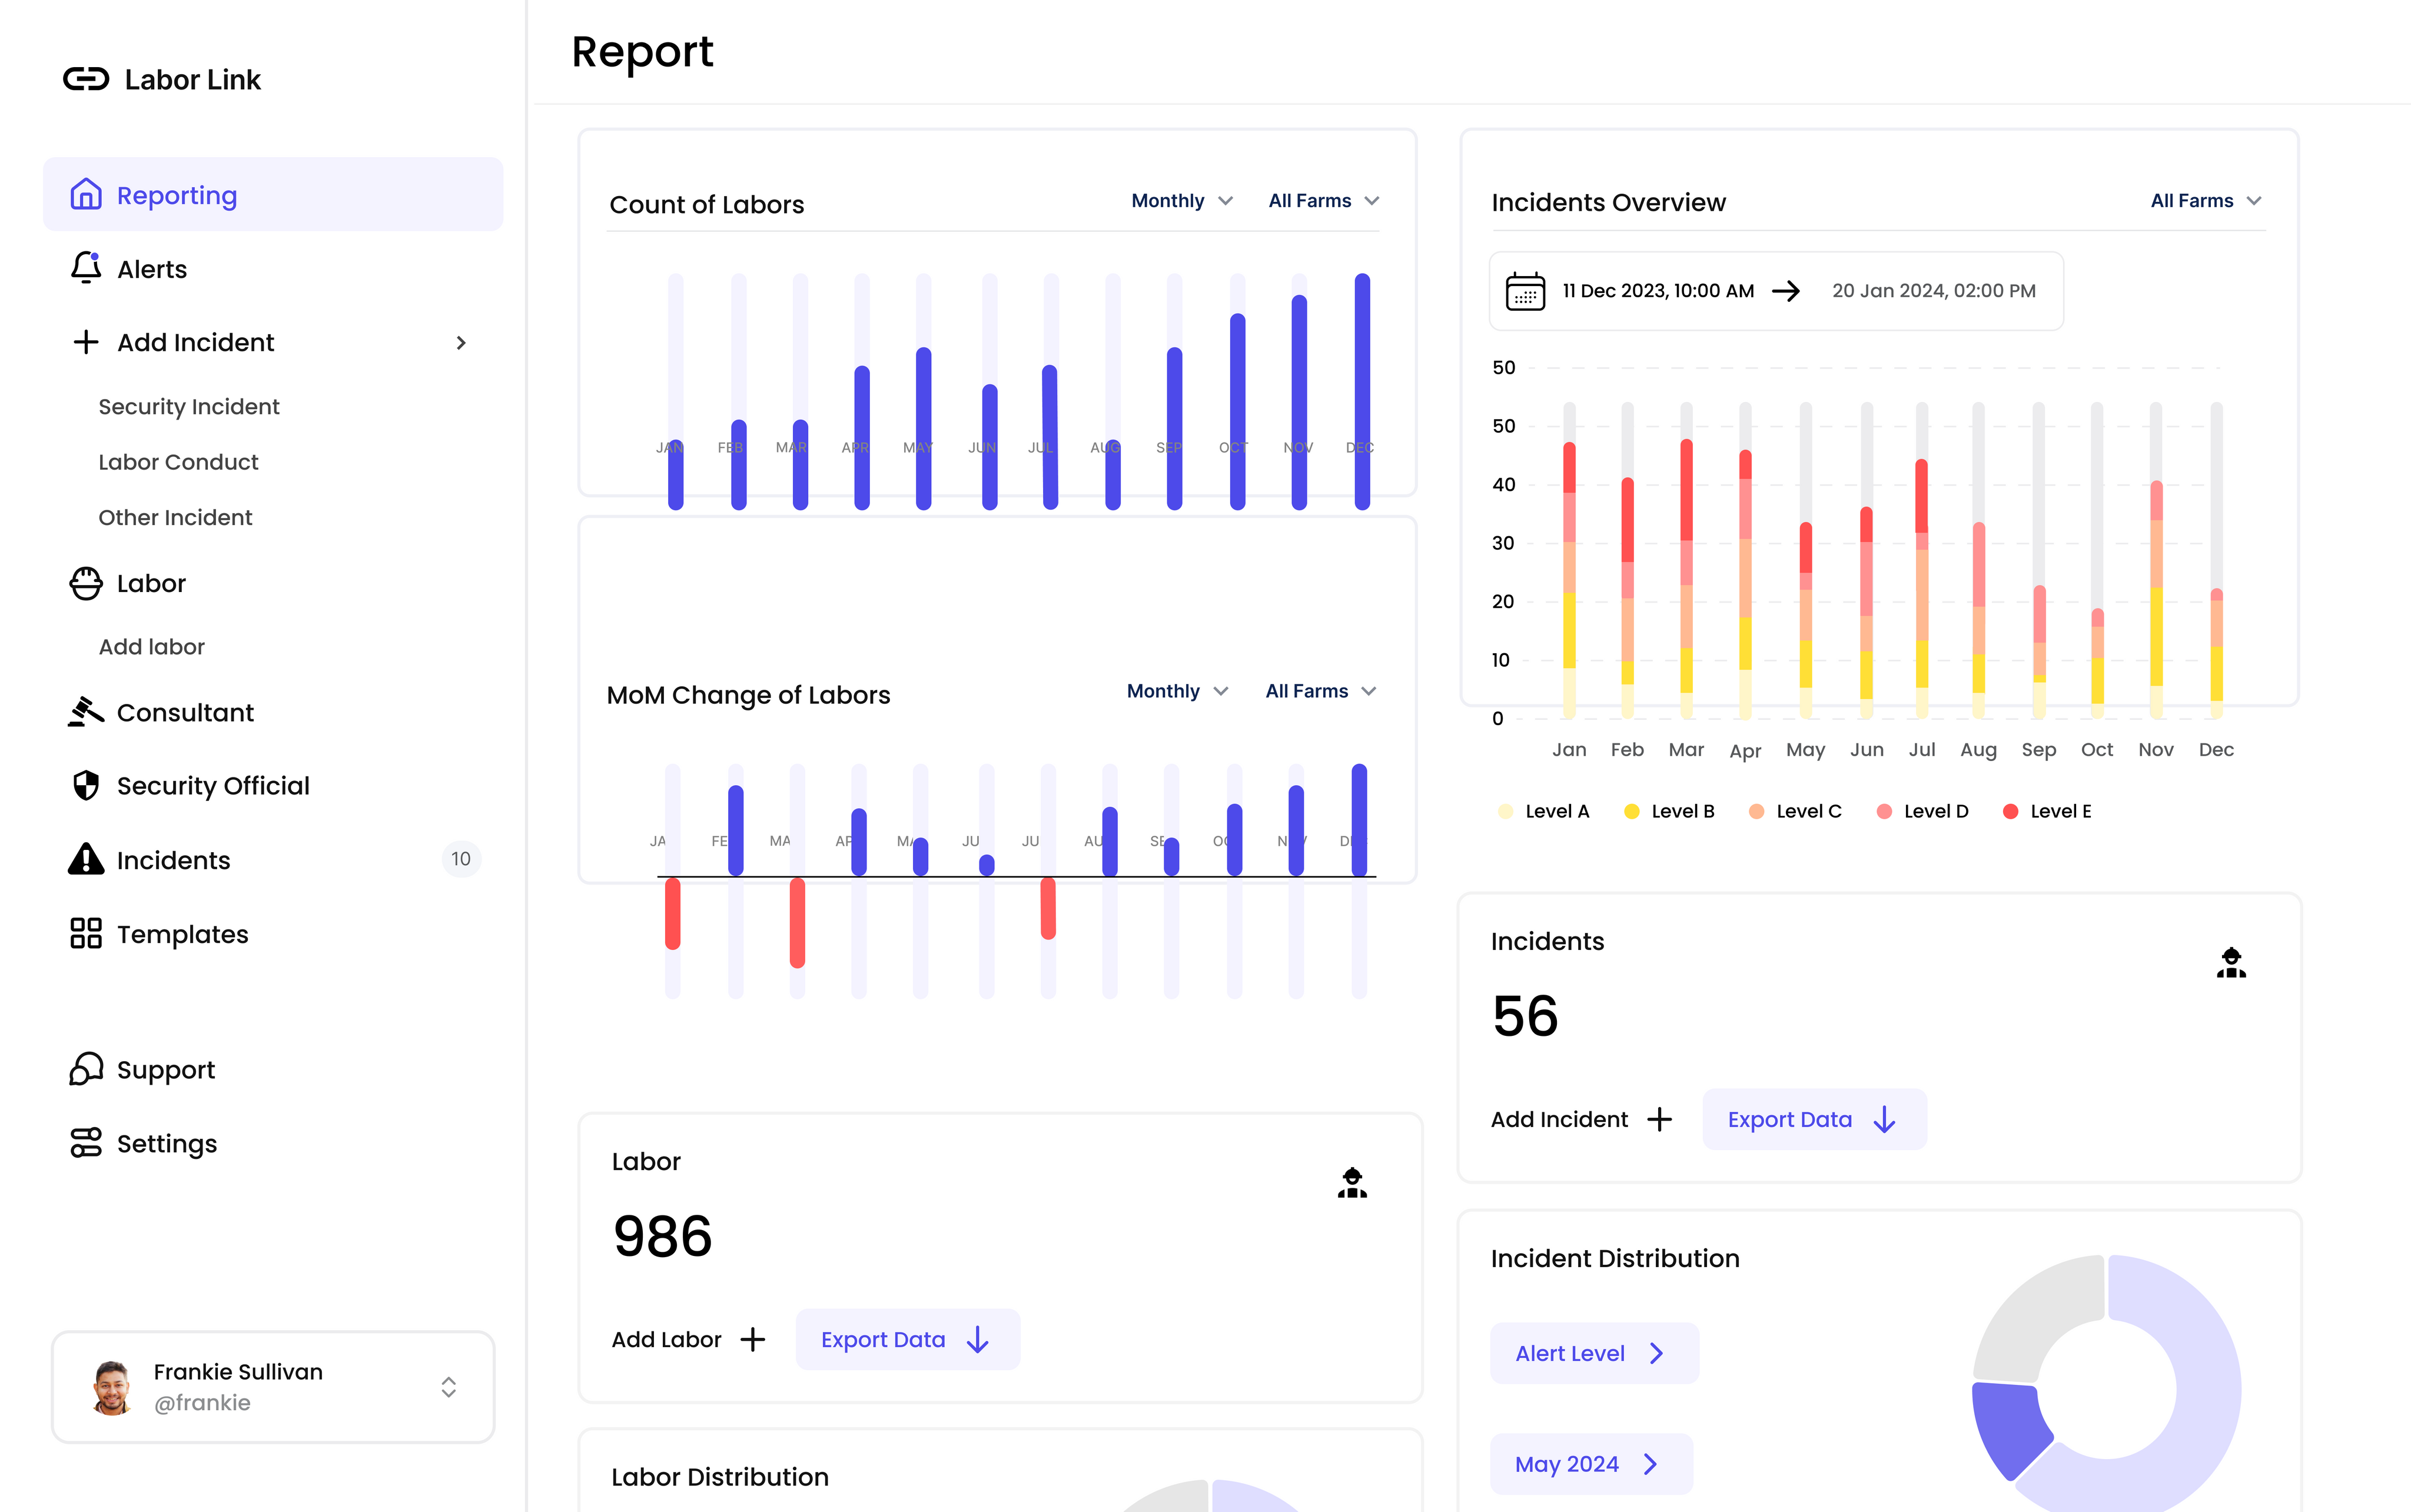 Labor Link
Reporting
Alerts
Add Incident
Security Incident
Labor Conduct
Other Incident
Labor
Add labor
Consultant
Security Official
Incidents 10
Templates
Support
Settings
Frankie Sullivan
@frankie
Report
Count of Labors Monthly All Farms
JAN FEB MAR APR MAY JUN JUL AUG SEP OCT NOV DEC
MoM Change of Labors Monthly All Farms
JA FE MA AP MA JU JU AU SE OC
Labor
986
Add Labor Export Data
Labor Distribution
Incidents Overview All Farms
11 Dec 2023, 10:00 AM 20 Jan 2024, 02:00 PM
50
50
40
30
20
10
0
Jan Feb Mar Apr May Jun Jul Aug Sep Oct Nov Dec
Level A Level B Level C Level D Level E
Incidents
56
Add Incident Export Data
Incident Distribution
Alert Level
May 2024